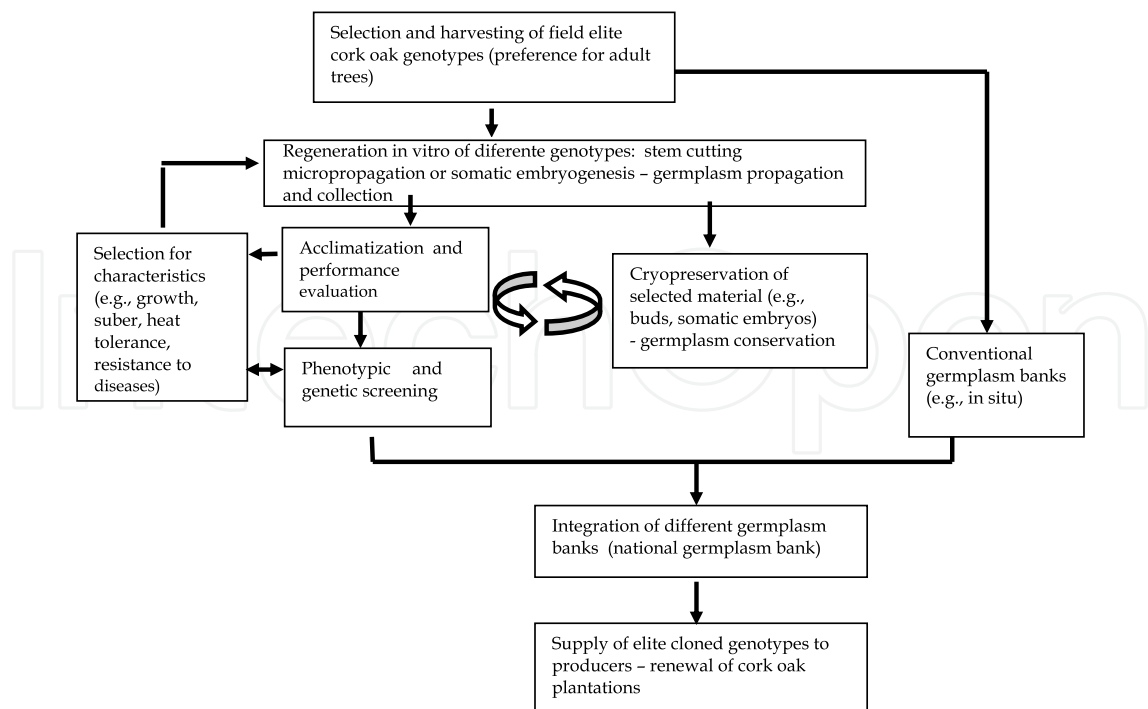 Selection and harvesting of field elite
cork oak genotypes (preference for adult
trees)
Regeneration in vitro of diferente genotypes: stem cutting
micropropagation or somatic embryogenesis – germplasm propagation
and collection
Selection for
characteristics
(e.g., growth,
suber, heat
tolerance,
resistance to
diseases)
Acclimatization and
performance
evaluation
Cryopreservation of
selected material (e.g.,
buds, somatic embryos)
- germplasm conservation
Phenotypic and
genetic screening
Conventional
germplasm banks
(e.g., in situ)
Integration of different germplasm
banks (national germplasm bank)
Supply of elite cloned genotypes to
producers – renewal of cork oak
plantations
IntechOpen